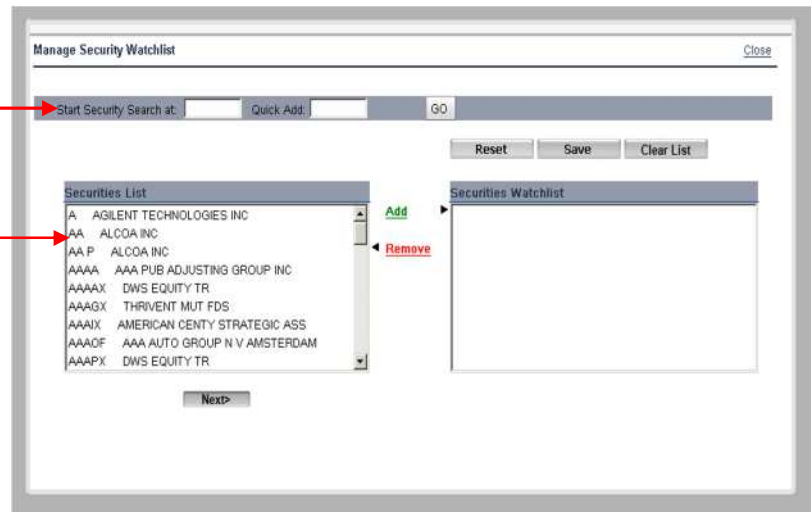 Manage Security Watchlist
Close
Start Security Search at:
Quick Add:
GO
Reset
Save
Clear List
Securities List
A AGILENT TECHNOLOGIES INC
AA ALCOA INC
AA P ALCOA INC
AAAA AAA PUB ADJUSTING GROUP INC
AAAAX DWS EQUITY TR
AAAGX THRIVENT MUT FDS
AAAIX AMERICAN CENTY STRATEGIC ASS
AAAOF AAA AUTO GROUP N V AMSTERDAM
AAAPX DWS EQUITY TR
Add
Remove
Securities Watchlist
Next>